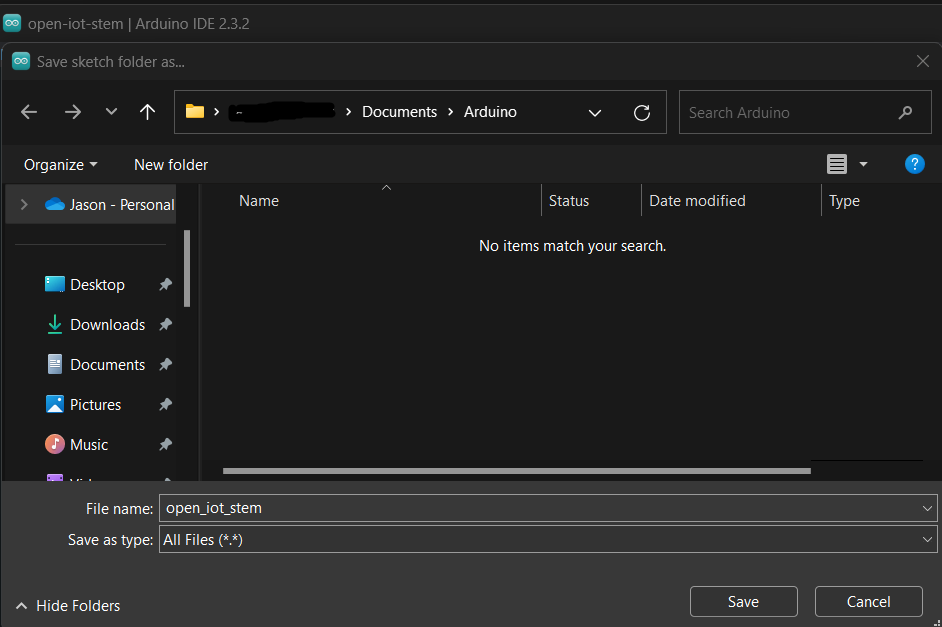 open-iot-stem | Arduino IDE 2.3.2
Save sketch folder as...
Documents > Arduino
Search Arduino
Organize
New folder
Name
Status
Date modified
Type
Jason - Personal
No items match your search.
Desktop
Downloads
Documents
Pictures
Music
File name: open_iot_stem
Save as type: All Files (*.*)
Hide Folders
Save
Cancel